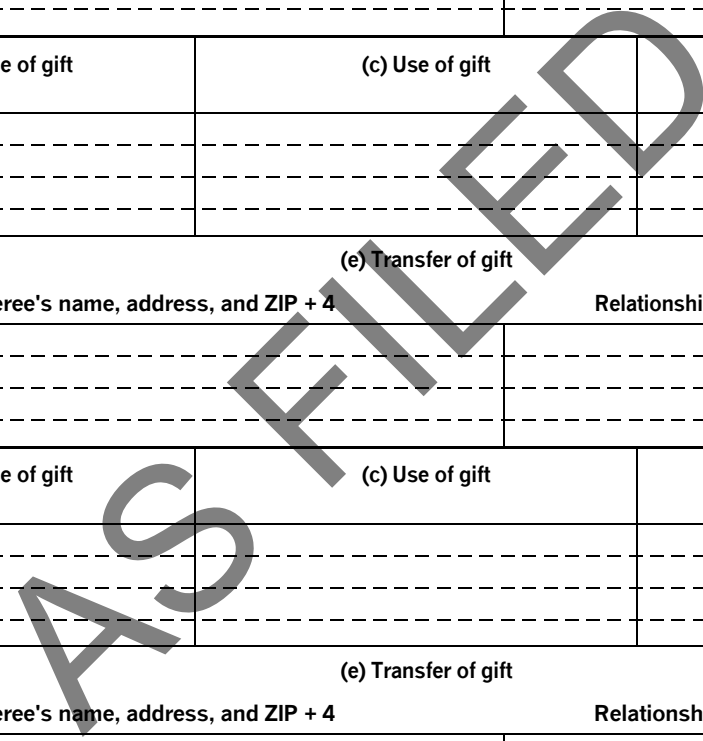 e of gift (c) Use of gift
(e) Transfer of gift
eree's name, address, and ZIP + 4 Relationshi
e of gift (c) Use of gift
(e) Transfer of gift
eree's name, address, and ZIP + 4 Relationsh
AS FILED